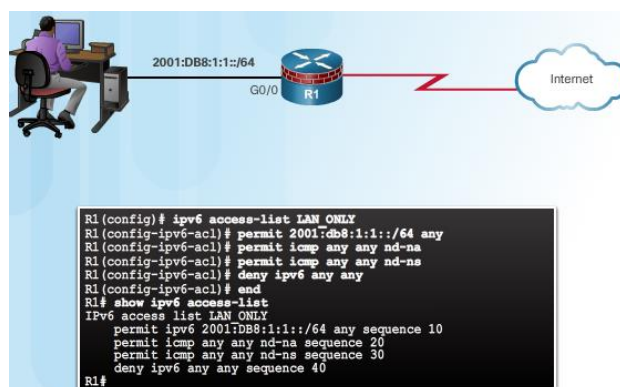 2001:DB8:1:1::/64
G0/0
R1
Internet
R1(config)# ipv6 access-list LAN_ONLY
R1(config-ipv6-acl)# permit 2001:db8:1:1::/64 any
R1(config-ipv6-acl)# permit icmp any any nd-na
R1(config-ipv6-acl)# permit icmp any any nd-ns
R1(config-ipv6-acl)# deny ipv6 any any
R1(config-ipv6-acl)# end
R1# show ipv6 access-list
IPv6 access list LAN_ONLY
permit ipv6 2001:DB8:1:1::/64 any sequence 10
permit icmp any any nd-na sequence 20
permit icmp any any nd-ns sequence 30
deny ipv6 any any sequence 40
R1#